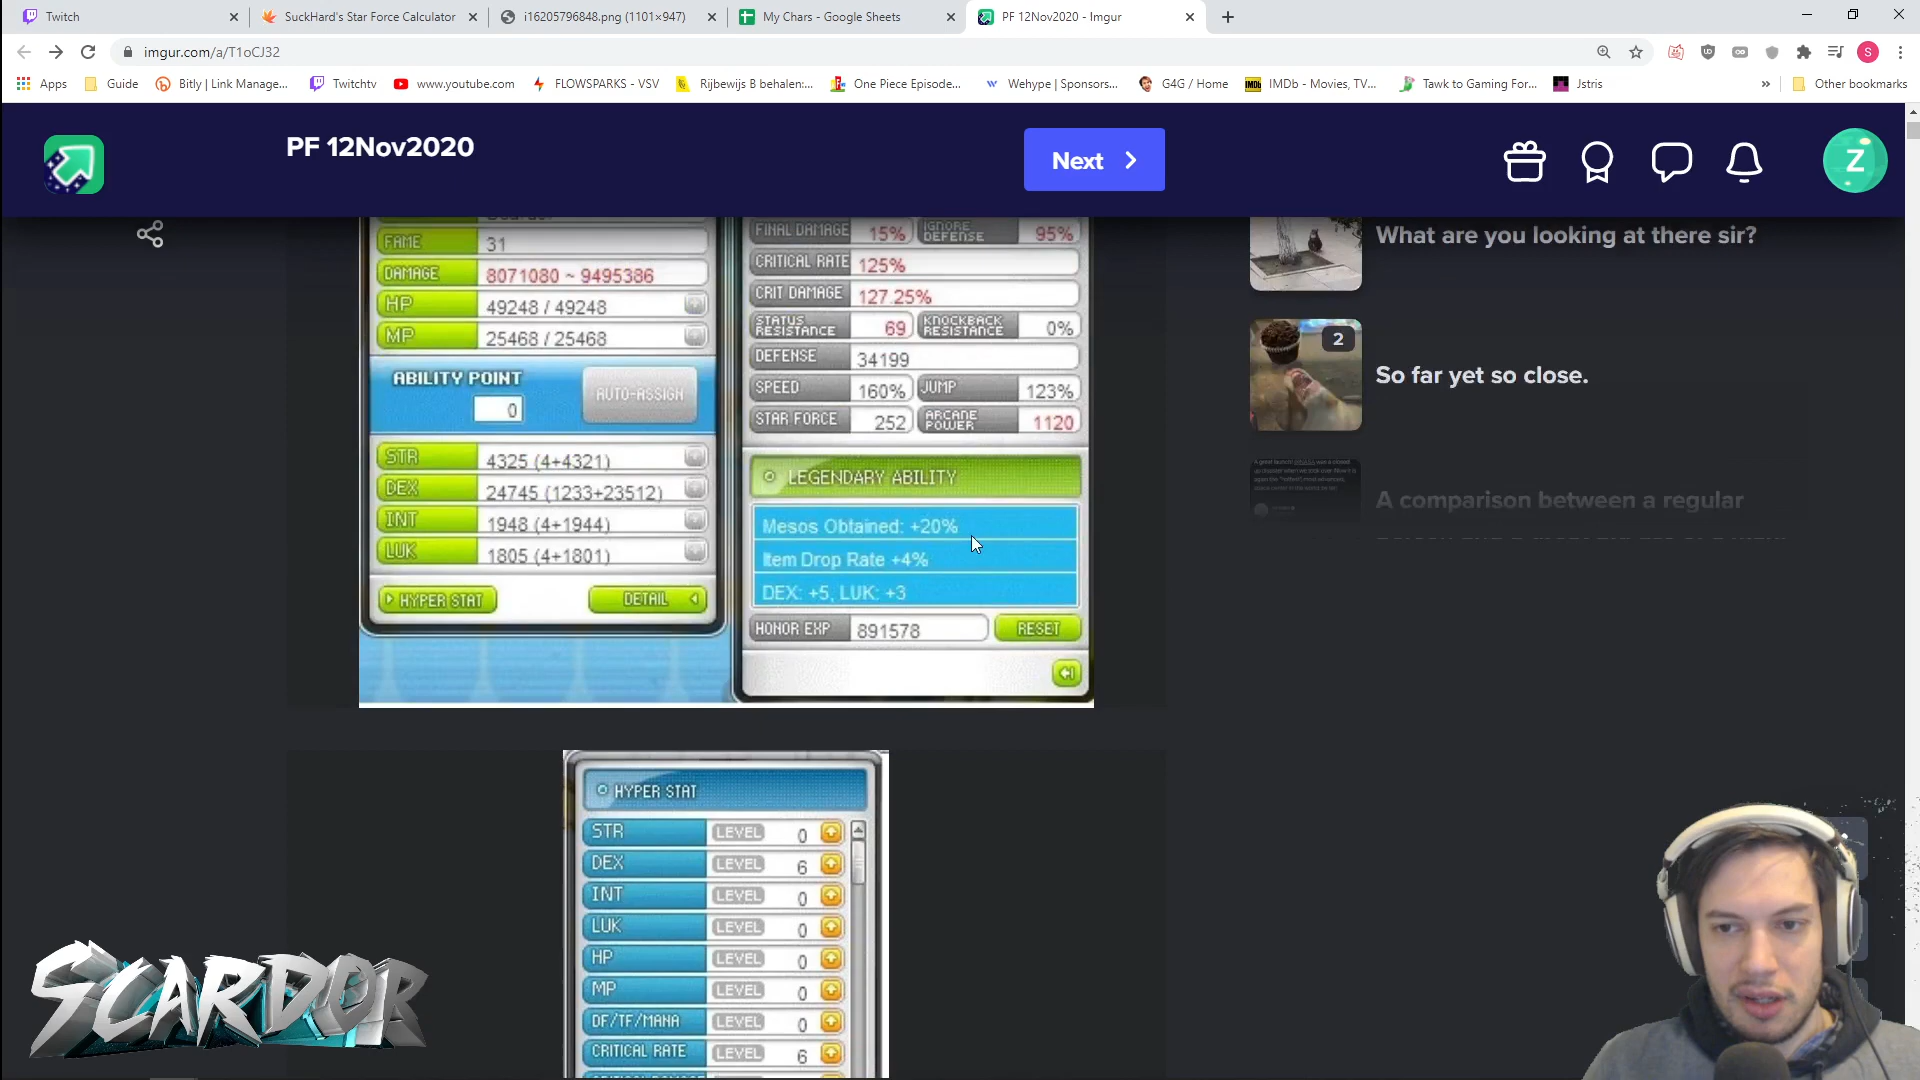 Twitch
SuckHard's Star Force Calculator
i16205796848.png (1101×947)
My Chars - Google Sheets
PF 12Nov2020 - Imgur
imgur.com/a/T1oCJ32
S
Apps
Guide
Bitly | Link Manage...
Twitchtv
www.youtube.com
FLOWSPARKS - VSV
Rijbewijs B behalen:...
One Piece Episode...
Wehype | Sponsors...
G4G / Home
IMDb - Movies, TV...
Tawk to Gaming For...
Jstris
»
Other bookmarks
PF 12Nov2020
Next
Z
FAME 31
DAMAGE 8071080 ~ 9495386
HP 49248 / 49248
MP 25468 / 25468
ABILITY POINT
0
AUTO-ASSIGN
STR 4325 (4+4321)
DEX 24745 (1233+23512)
INT 1948 (4+1944)
LUK 1805 (4+1801)
HYPER STAT
DETAIL
FINAL DAMAGE 15% IGNORE DEFENSE 95%
CRITICAL RATE 125%
CRIT DAMAGE 127.25%
STATUS RESISTANCE 69 KNOCKBACK RESISTANCE 0%
DEFENSE 34199
SPEED 160% JUMP 123%
STAR FORCE 252 ARCANE POWER 1120
LEGENDARY ABILITY
Mesos Obtained: +20%
Item Drop Rate +4%
DEX: +5, LUK: +3
HONOR EXP 891578 RESET
HYPER STAT
STR LEVEL 0
DEX LEVEL 6
INT LEVEL 0
LUK LEVEL 0
HP LEVEL 0
MP LEVEL 0
DF/TF/MANA LEVEL 0
CRITICAL RATE LEVEL 6
What are you looking at there sir?
2
So far yet so close.
A comparison between a regular
SCARDOR